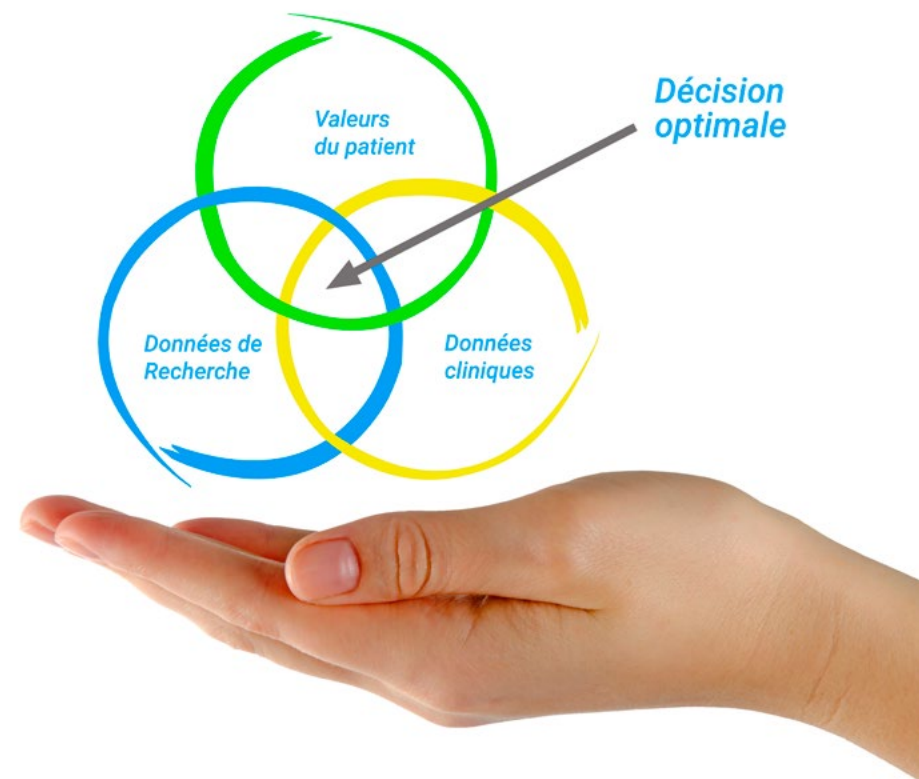 Décision
optimale
Valeurs
du patient
Données de
Recherche
Données
cliniques